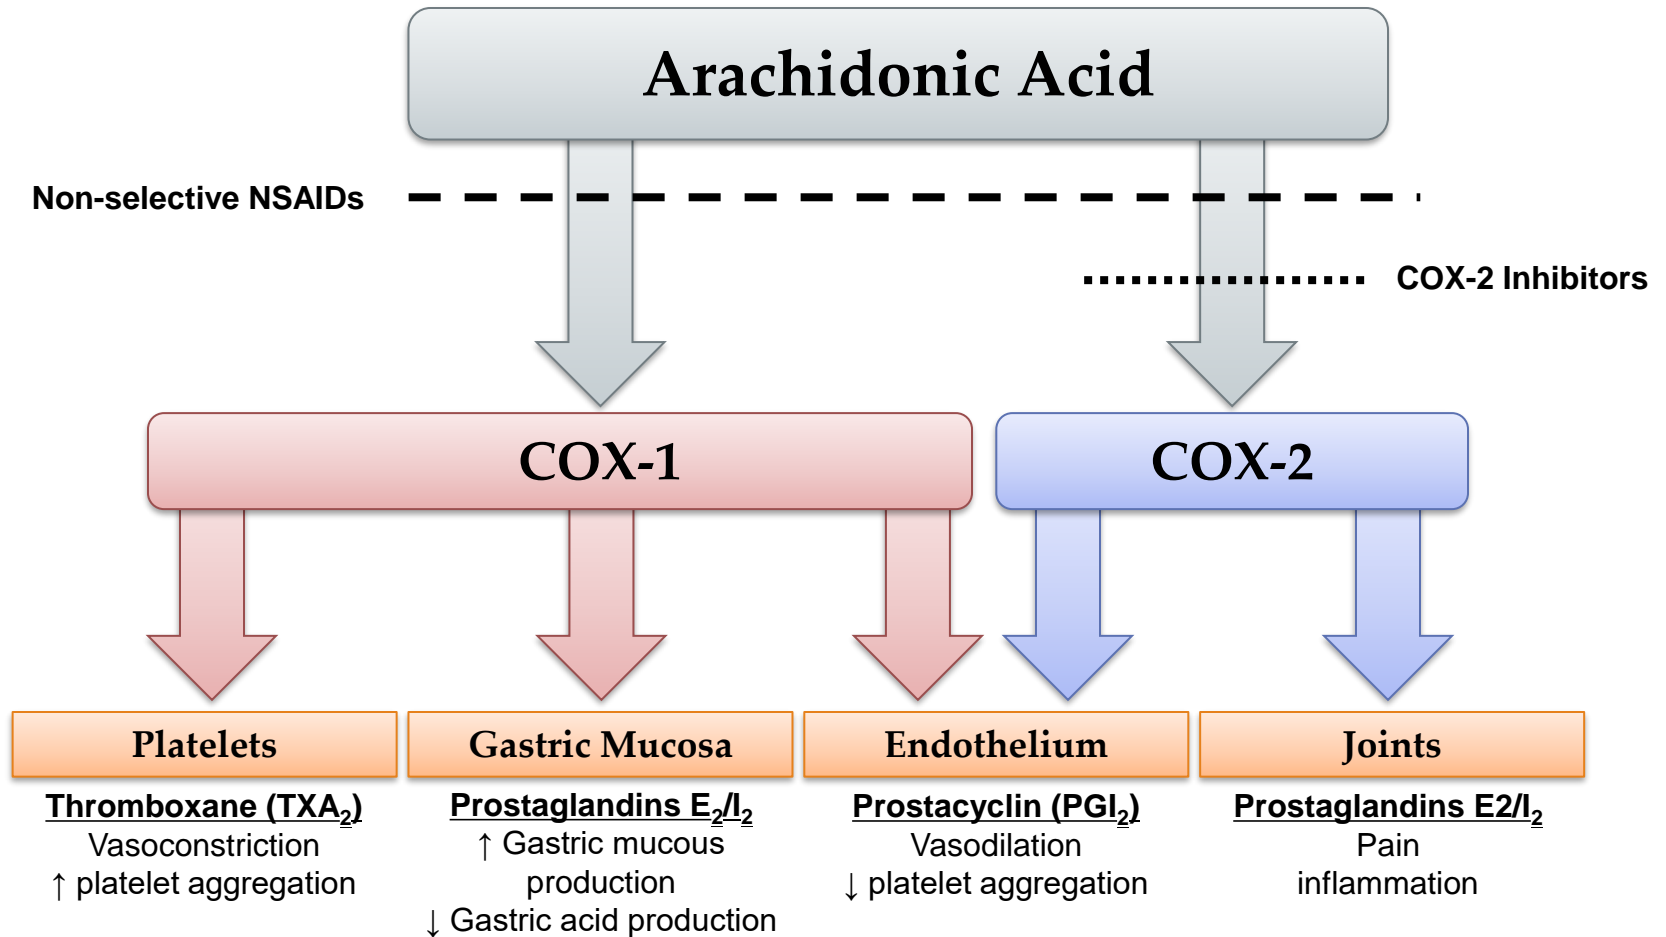 Arachidonic Acid
Non-selective NSAIDs
COX-2 Inhibitors
COX-1
COX-2
Platelets
Gastric Mucosa
Endothelium
Joints
Thromboxane (TXA₂)
Vasoconstriction
↑ platelet aggregation
Prostaglandins E₂/I₂
↑ Gastric mucous
production
↓ Gastric acid production
Prostacyclin (PGI₂)
Vasodilation
↓ platelet aggregation
Prostaglandins E2/I₂
Pain
inflammation